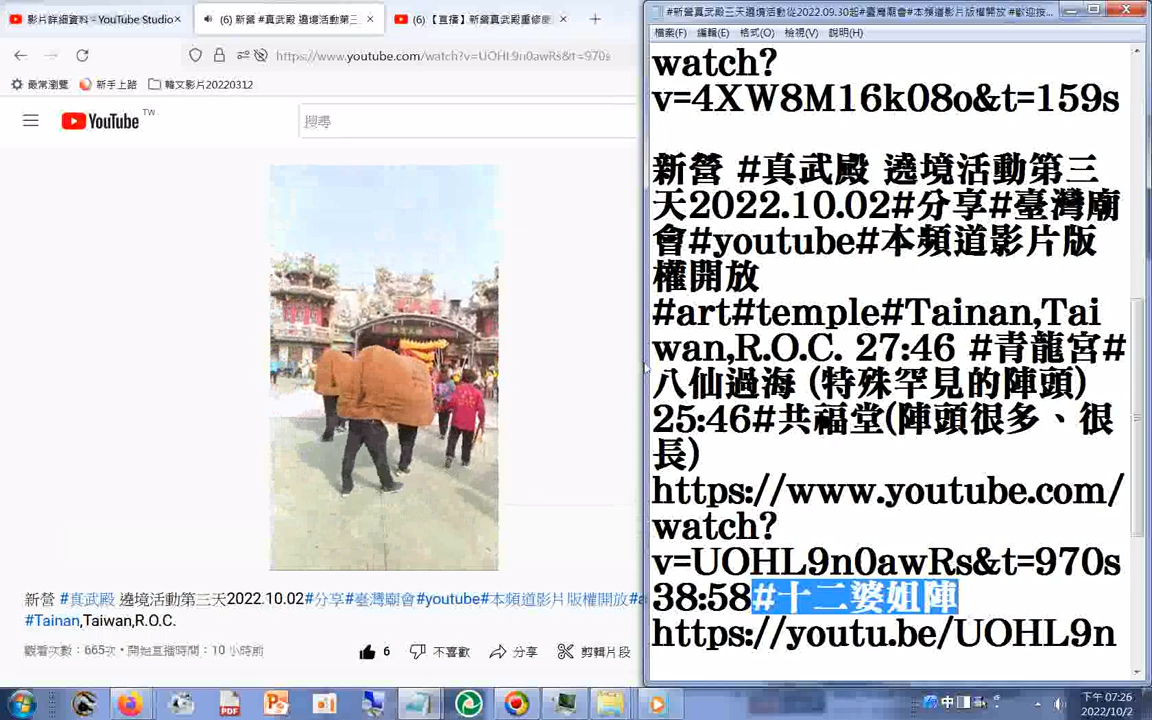 影片詳細資料 - YouTube Studio
(6) 新營 #真武殿 遶境活動第三
(6)【直播】新營真武殿重修慶
https://www.youtube.com/watch?v=UOHL9n0awRs&t=970s
最常瀏覽
新手上路
韓文影片20220312
YouTube TW
搜尋
新營 #真武殿 遶境活動第三天2022.10.02#分享#臺灣廟會#youtube#本頻道影片版權開放#a
#Tainan,Taiwan,R.O.C.
觀看次數：665次 • 開始直播時間：10 小時前
6
不喜歡
分享
剪輯片段
#新營真武殿三天遶境活動從2022.09.30起#臺灣廟會#本頻道影片版權開放 #歡迎按...
檔案(F) 編輯(E) 格式(O) 檢視(V) 說明(H)
watch?
v=4XW8M16k08o&t=159s
新營 #真武殿 遶境活動第三
天2022.10.02#分享#臺灣廟
會#youtube#本頻道影片版
權開放
#art#temple#Tainan,Tai
wan,R.O.C. 27:46 #青龍宮#
八仙過海 (特殊罕見的陣頭)
25:46#共福堂(陣頭很多、很
長)
https://www.youtube.com/
watch?
v=UOHL9n0awRs&t=970s
38:58#十二婆姐陣
https://youtu.be/UOHL9n
中
下午 07:26
2022/10/2